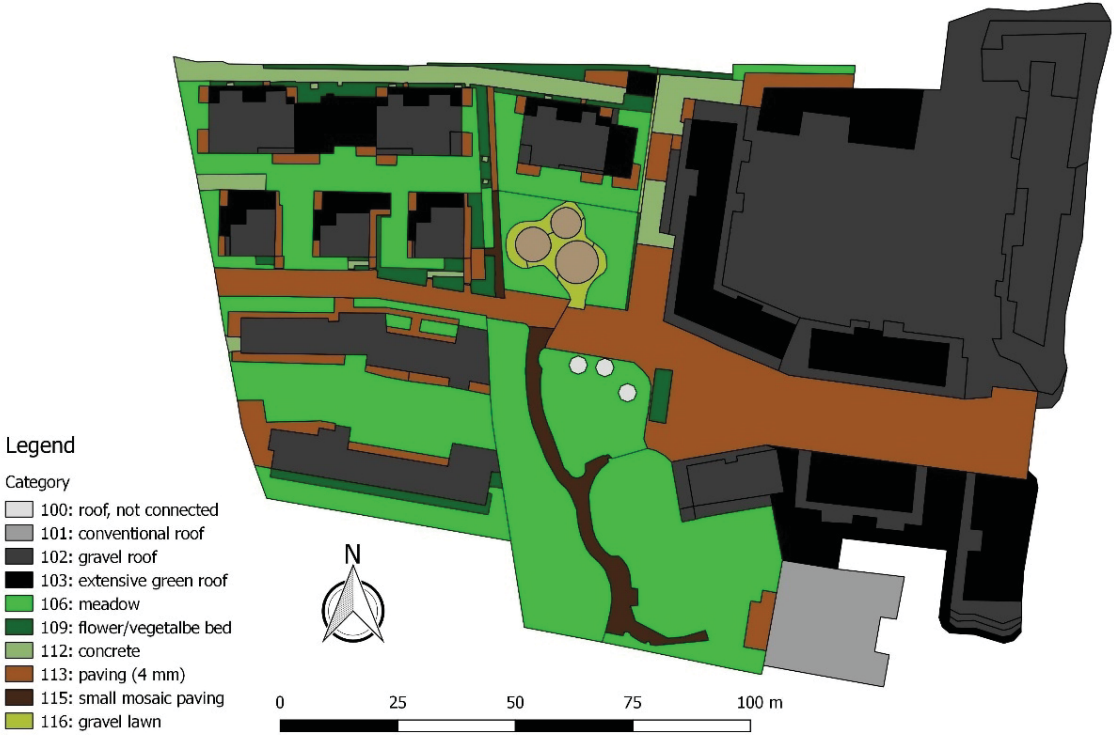 Legend
Category
100: roof, not connected
101: conventional roof
102: gravel roof
103: extensive green roof
106: meadow
109: flower/vegetalbe bed
112: concrete
113: paving (4 mm)
115: small mosaic paving
116: gravel lawn
N
0 25 50 75 100 m